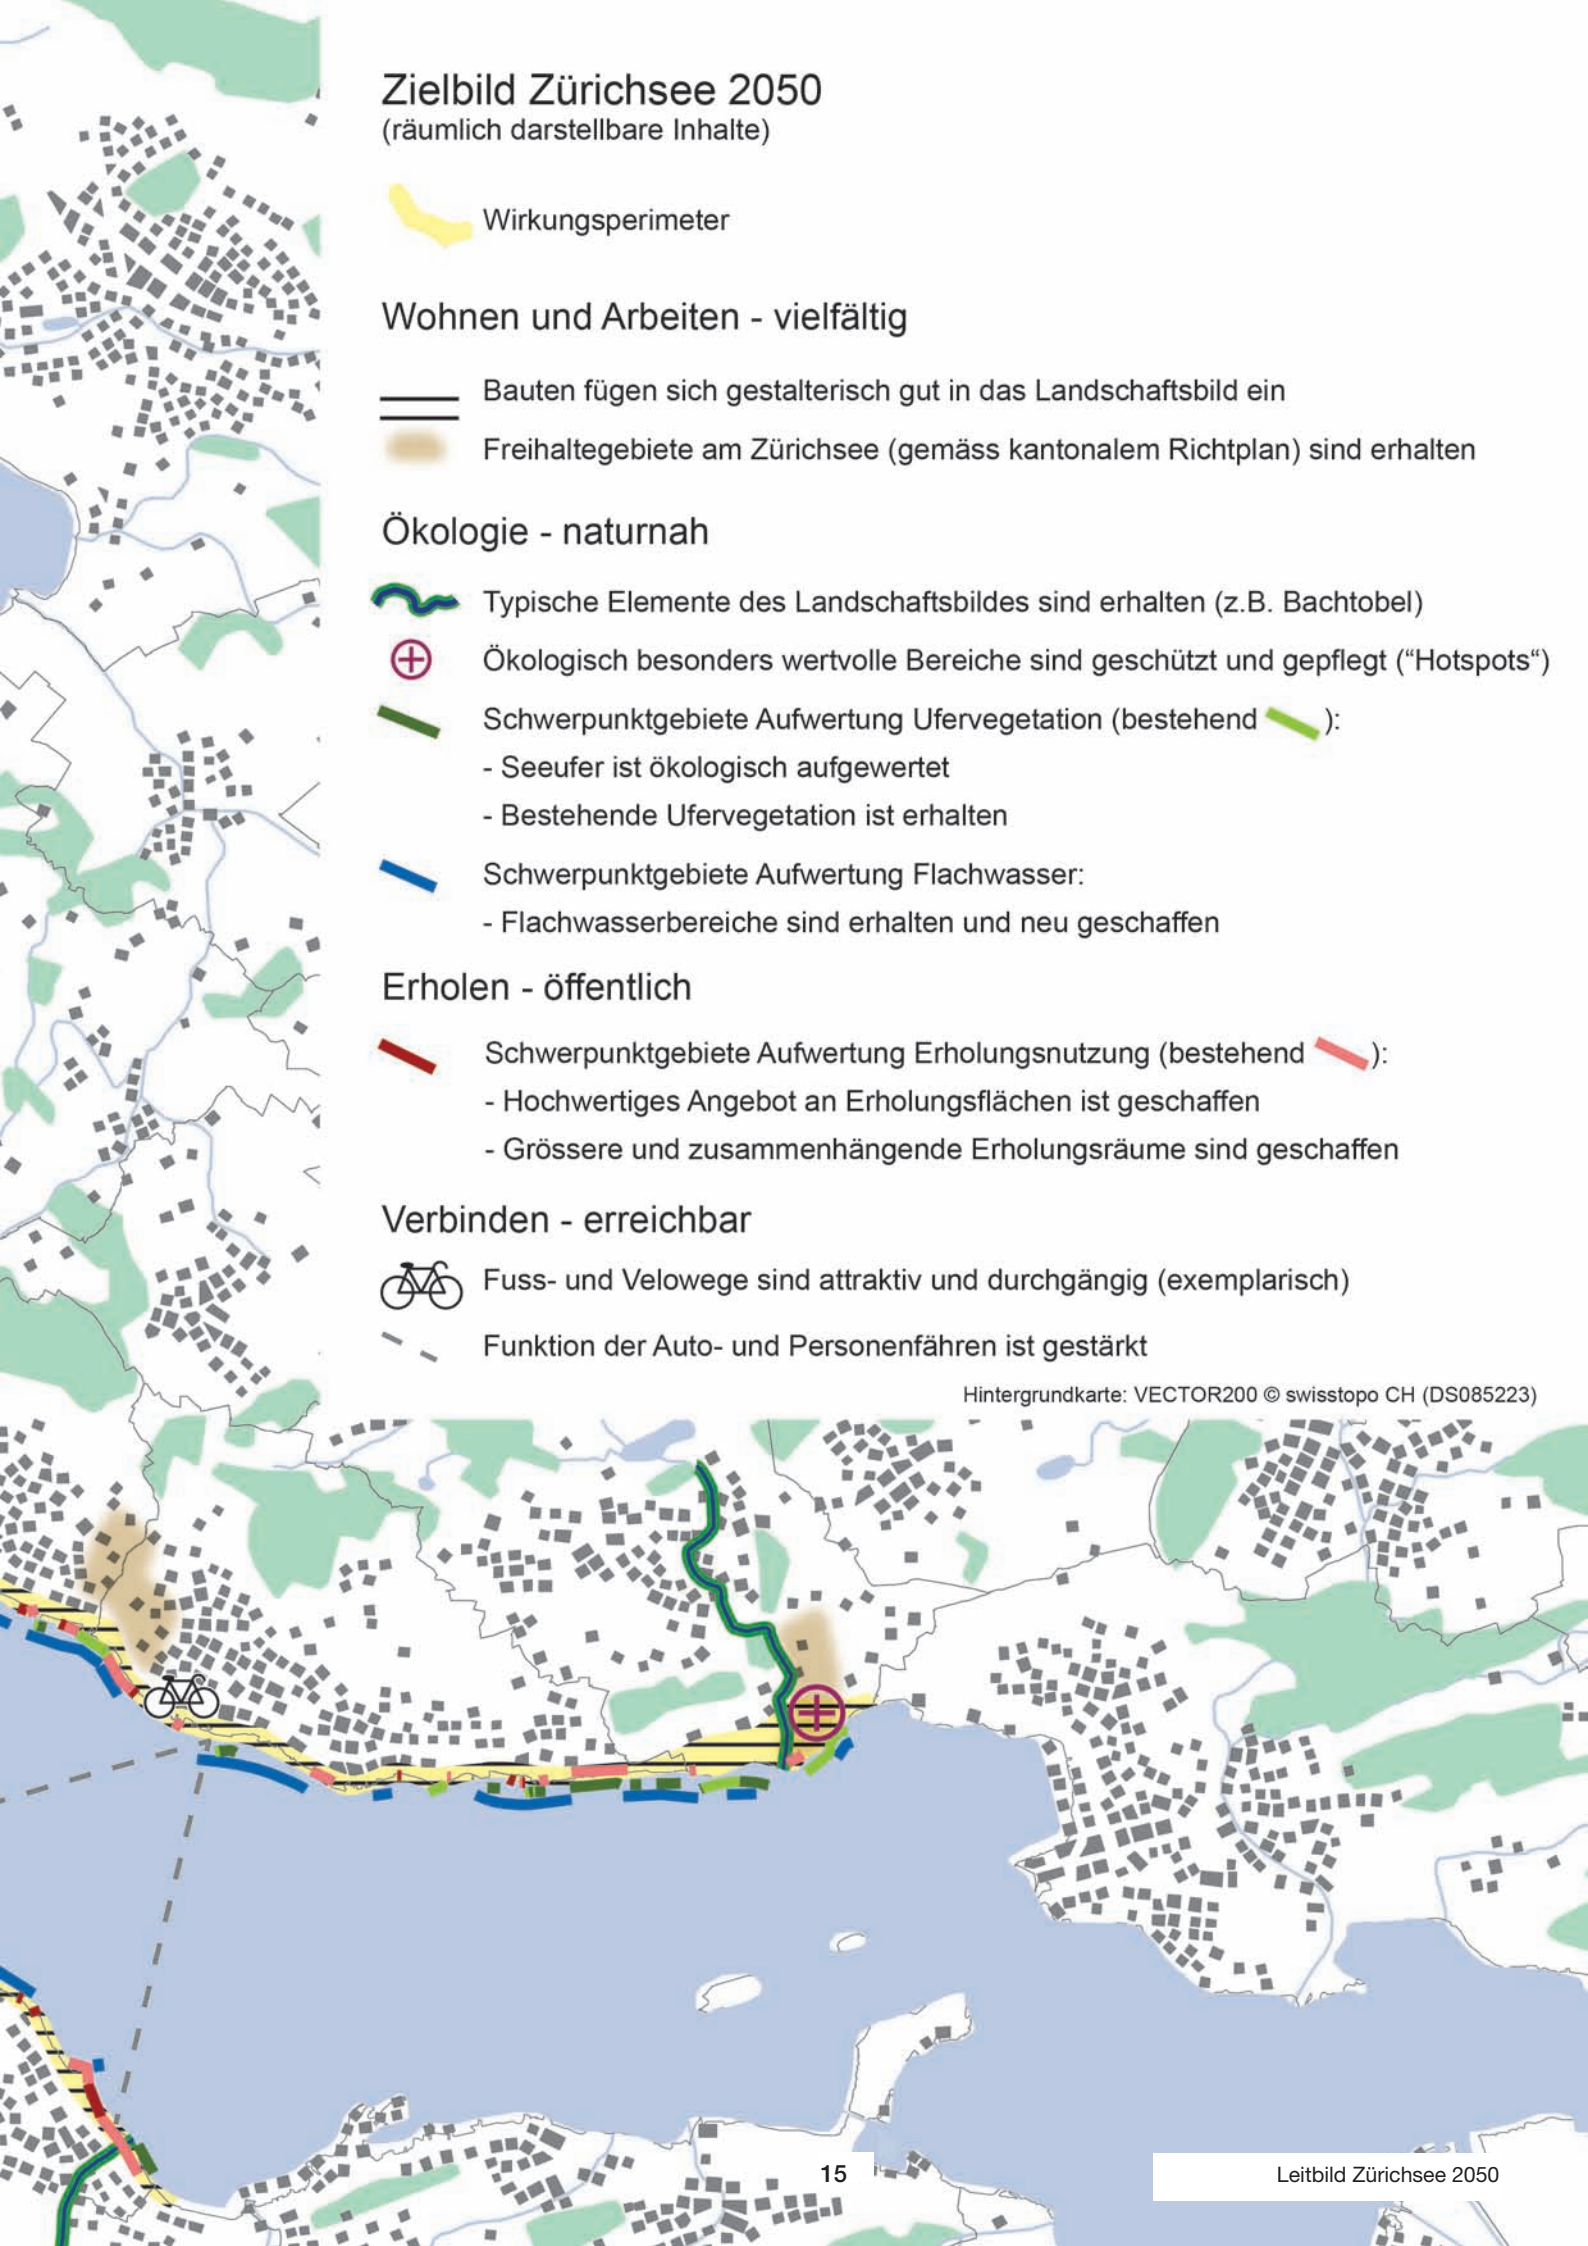 Zielbild Zürichsee 2050
(räumlich darstellbare Inhalte)
Wirkungsperimeter
Wohnen und Arbeiten - vielfältig
Bauten fügen sich gestalterisch gut in das Landschaftsbild ein
Freihaltegebiete am Zürichsee (gemäss kantonalem Richtplan) sind erhalten
Ökologie - naturnah
Typische Elemente des Landschaftsbildes sind erhalten (z.B. Bachtobel)
Ökologisch besonders wertvolle Bereiche sind geschützt und gepflegt (“Hotspots“)
Schwerpunktgebiete Aufwertung Ufervegetation (bestehend ):
- Seeufer ist ökologisch aufgewertet
- Bestehende Ufervegetation ist erhalten
Schwerpunktgebiete Aufwertung Flachwasser:
- Flachwasserbereiche sind erhalten und neu geschaffen
Erholen - öffentlich
Schwerpunktgebiete Aufwertung Erholungsnutzung (bestehend ):
- Hochwertiges Angebot an Erholungsflächen ist geschaffen
- Grössere und zusammenhängende Erholungsräume sind geschaffen
Verbinden - erreichbar
Fuss- und Velowege sind attraktiv und durchgängig (exemplarisch)
Funktion der Auto- und Personenfähren ist gestärkt
Hintergrundkarte: VECTOR200 © swisstopo CH (DS085223)
15
Leitbild Zürichsee 2050